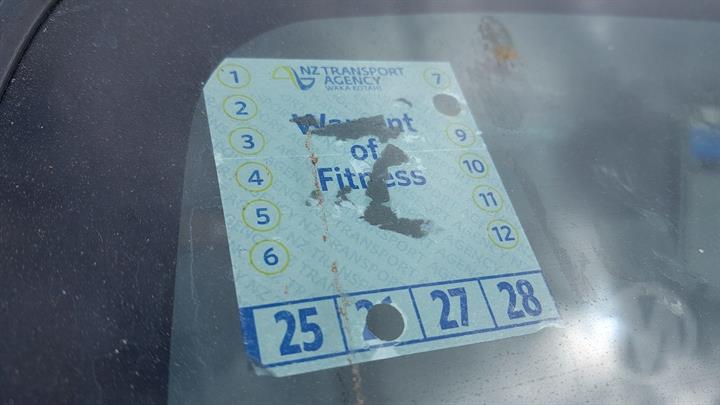 NZ TRANSPORT
AGENCY
WAKA KOTAHI
1
7
2
3
9
of
4
10
5
11
6
12
25 27 28